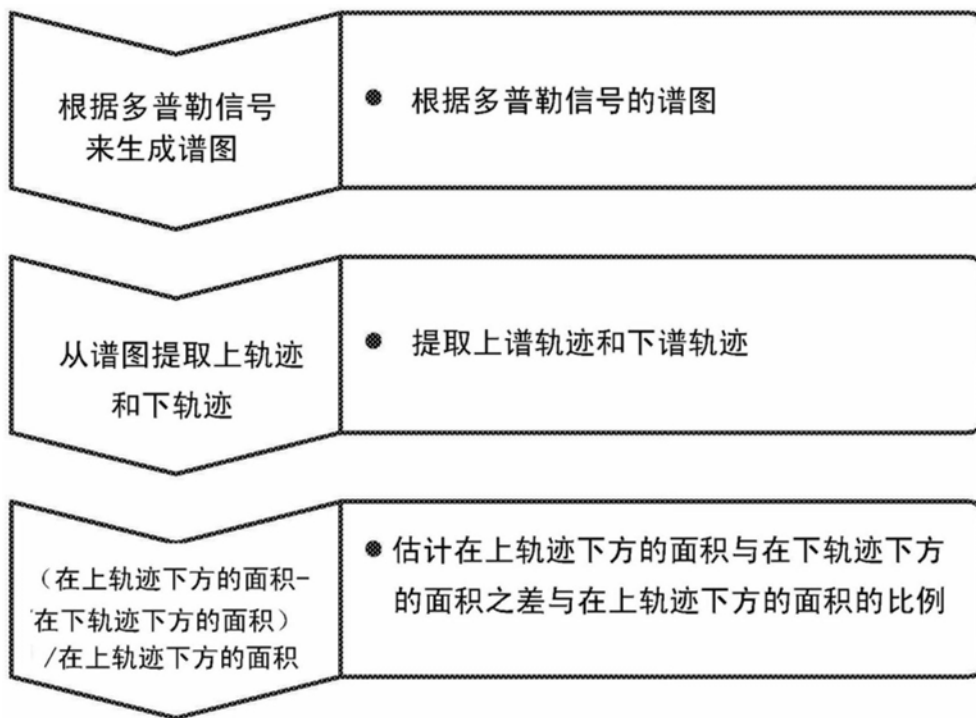 根据多普勒信号
来生成谱图
● 根据多普勒信号的谱图
从谱图提取上轨迹
和下轨迹
● 提取上谱轨迹和下谱轨迹
（在上轨迹下方的面积-
在下轨迹下方的面积）
/在上轨迹下方的面积
● 估计在上轨迹下方的面积与在下轨迹下方
的面积之差与在上轨迹下方的面积的比例